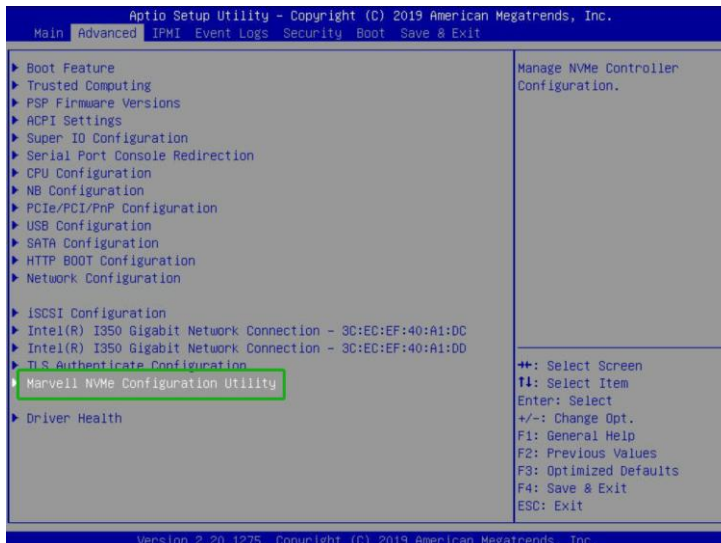 Aptio Setup Utility – Copyright (C) 2019 American Megatrends, Inc.
Main Advanced IPMI Event Logs Security Boot Save & Exit
Boot Feature
Trusted Computing
PSP Firmware Versions
ACPI Settings
Super IO Configuration
Serial Port Console Redirection
CPU Configuration
NB Configuration
PCIe/PCI/PnP Configuration
USB Configuration
SATA Configuration
HTTP BOOT Configuration
Network Configuration
iSCSI Configuration
Intel(R) I350 Gigabit Network Connection – 3C:EC:EF:40:A1:DC
Intel(R) I350 Gigabit Network Connection – 3C:EC:EF:40:A1:DD
TLS Authenticate Configuration
Marvell NVMe Configuration Utility
Driver Health
Manage NVMe Controller
Configuration.
→←: Select Screen
↑↓: Select Item
Enter: Select
+/-: Change Opt.
F1: General Help
F2: Previous Values
F3: Optimized Defaults
F4: Save & Exit
ESC: Exit
Version 2.20.1275. Copyright (C) 2019 American Megatrends, Inc.